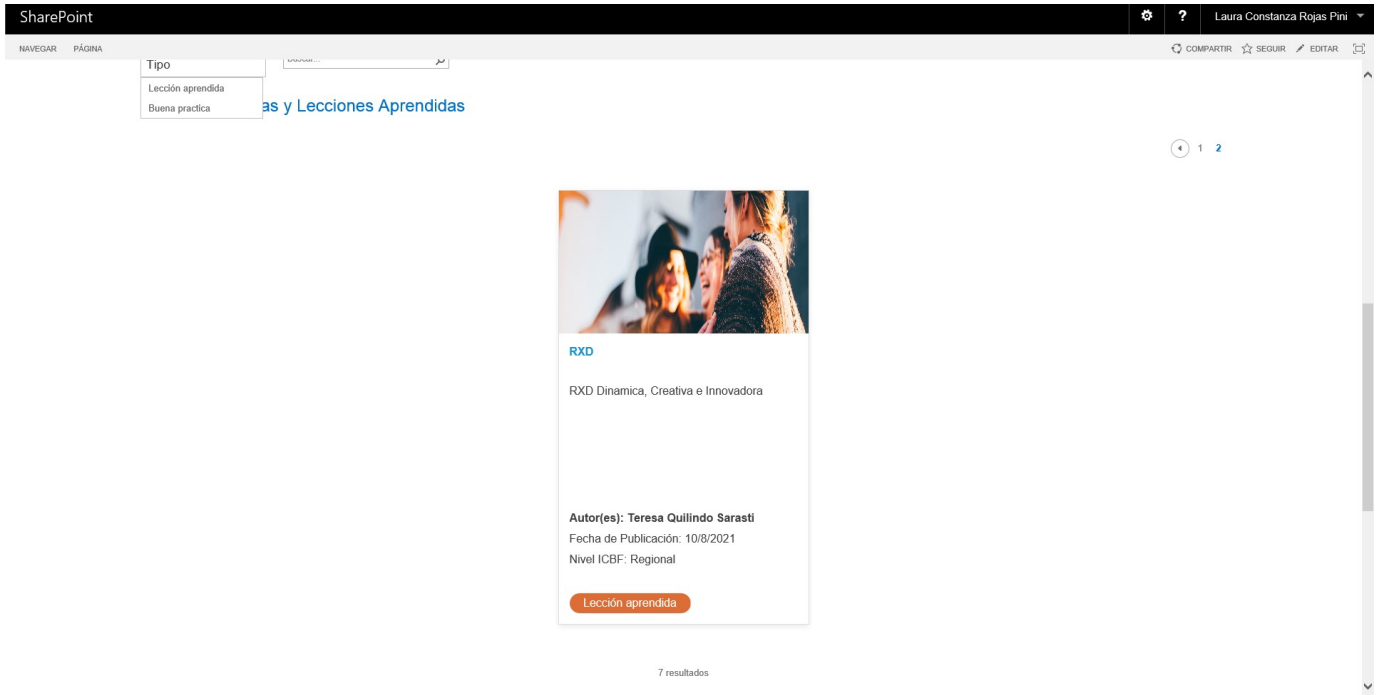 SharePoint
? Laura Constanza Rojas Pini
NAVEGAR PÁGINA
COMPARTIR SEGUIR EDITAR
Tipo
Buscar...
Lección aprendida
Buena practica
as y Lecciones Aprendidas
1 2
RXD
RXD Dinamica, Creativa e Innovadora
Autor(es): Teresa Quilindo Sarasti
Fecha de Publicación: 10/8/2021
Nivel ICBF: Regional
Lección aprendida
7 resultados